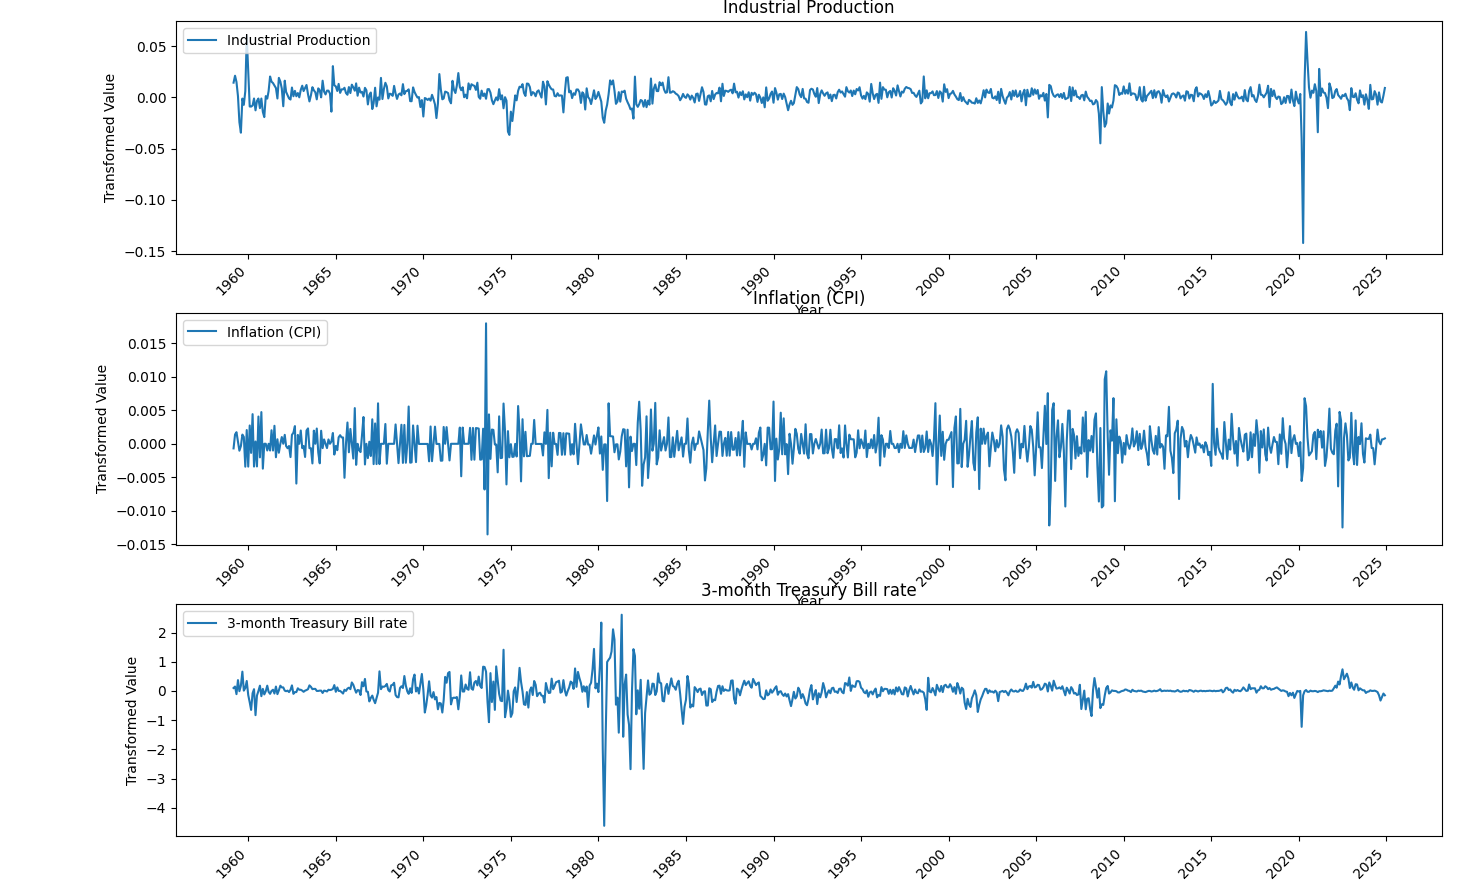 Industrial Production
Industrial Production
Transformed Value
0.05
0.00
−0.05
−0.10
−0.15
1960 1965 1970 1975 1980 1985 1990 1995 2000 2005 2010 2015 2020 2025
Year
Inflation (CPI)
Inflation (CPI)
Transformed Value
0.015
0.010
0.005
0.000
−0.005
−0.010
−0.015
1960 1965 1970 1975 1980 1985 1990 1995 2000 2005 2010 2015 2020 2025
Year
3-month Treasury Bill rate
3-month Treasury Bill rate
Transformed Value
2
1
0
−1
−2
−3
−4
1960 1965 1970 1975 1980 1985 1990 1995 2000 2005 2010 2015 2020 2025